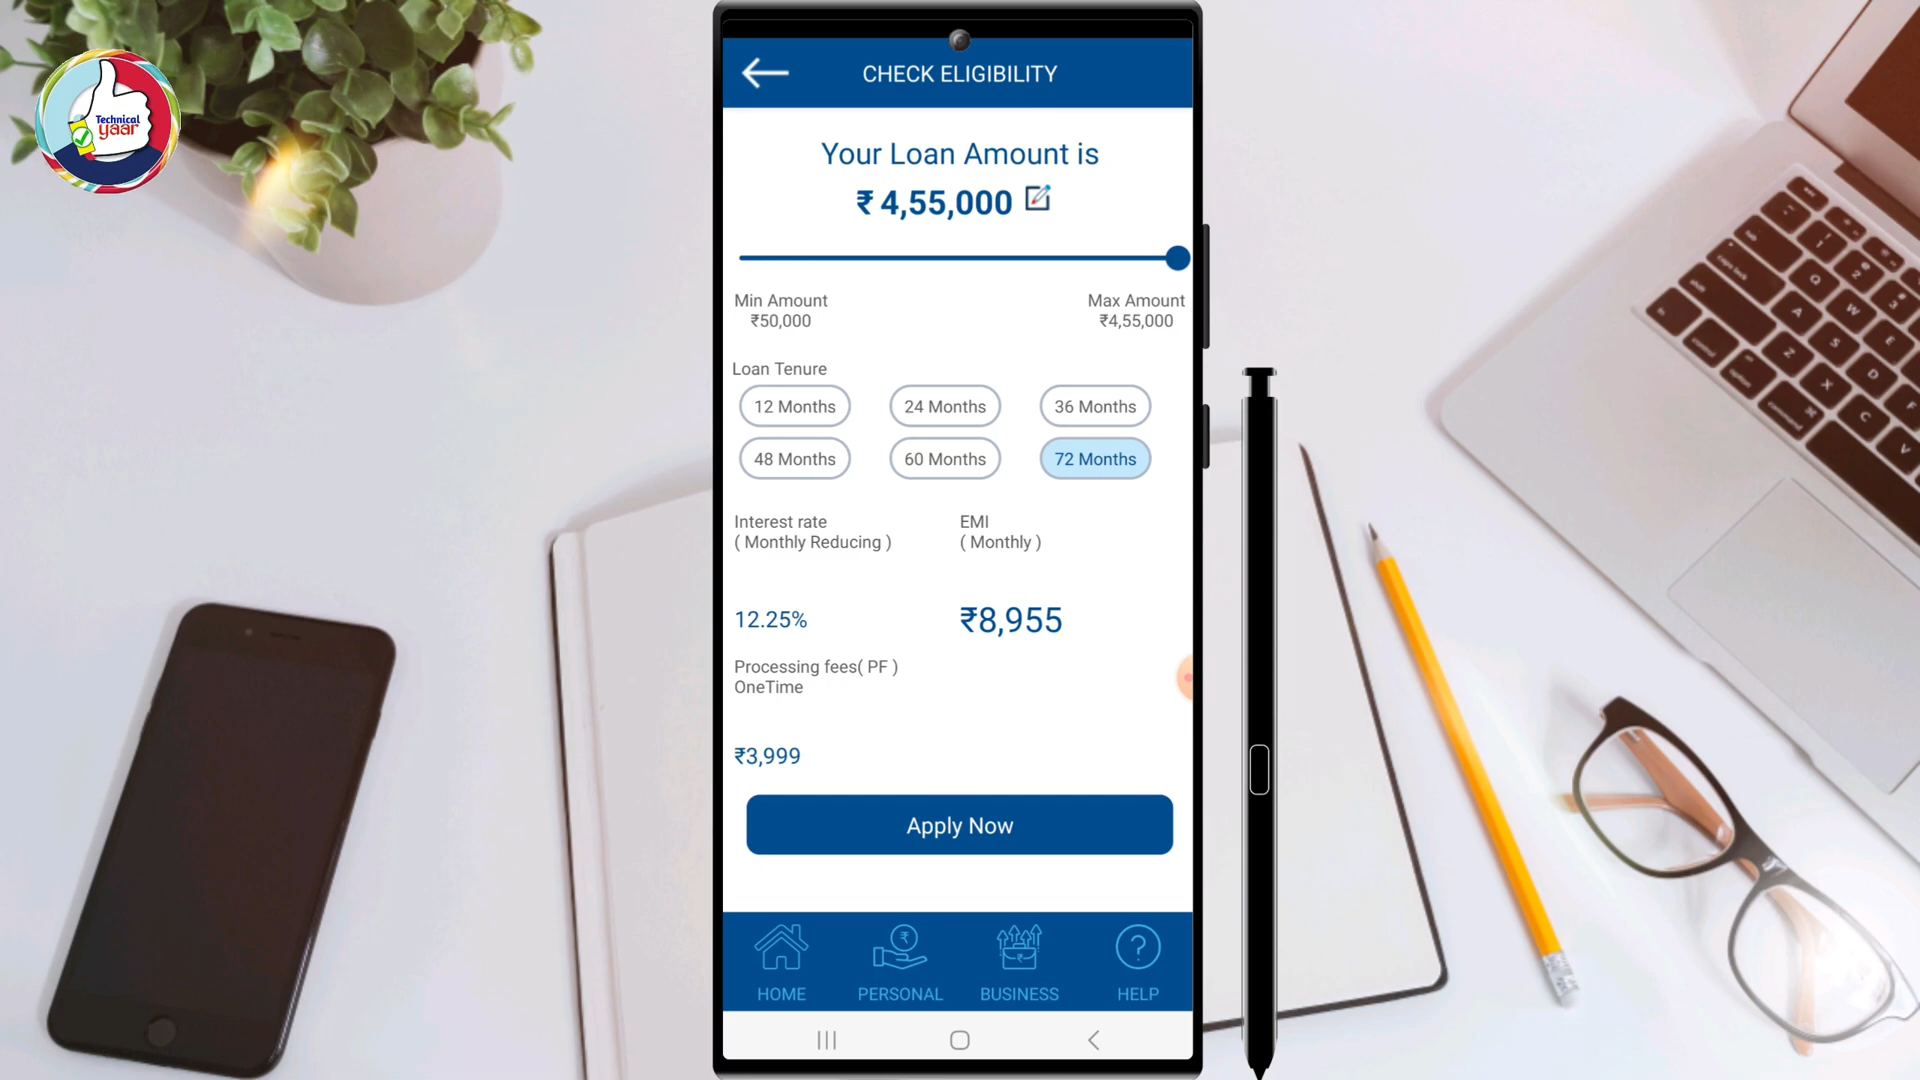 Technical
yaar
CHECK ELIGIBILITY
Your Loan Amount is
₹ 4,55,000
Min Amount
₹50,000
Max Amount
₹4,55,000
Loan Tenure
12 Months
24 Months
36 Months
48 Months
60 Months
72 Months
Interest rate
( Monthly Reducing )
EMI
( Monthly )
12.25%
₹8,955
Processing fees( PF )
OneTime
₹3,999
Apply Now
HOME
PERSONAL
BUSINESS
HELP